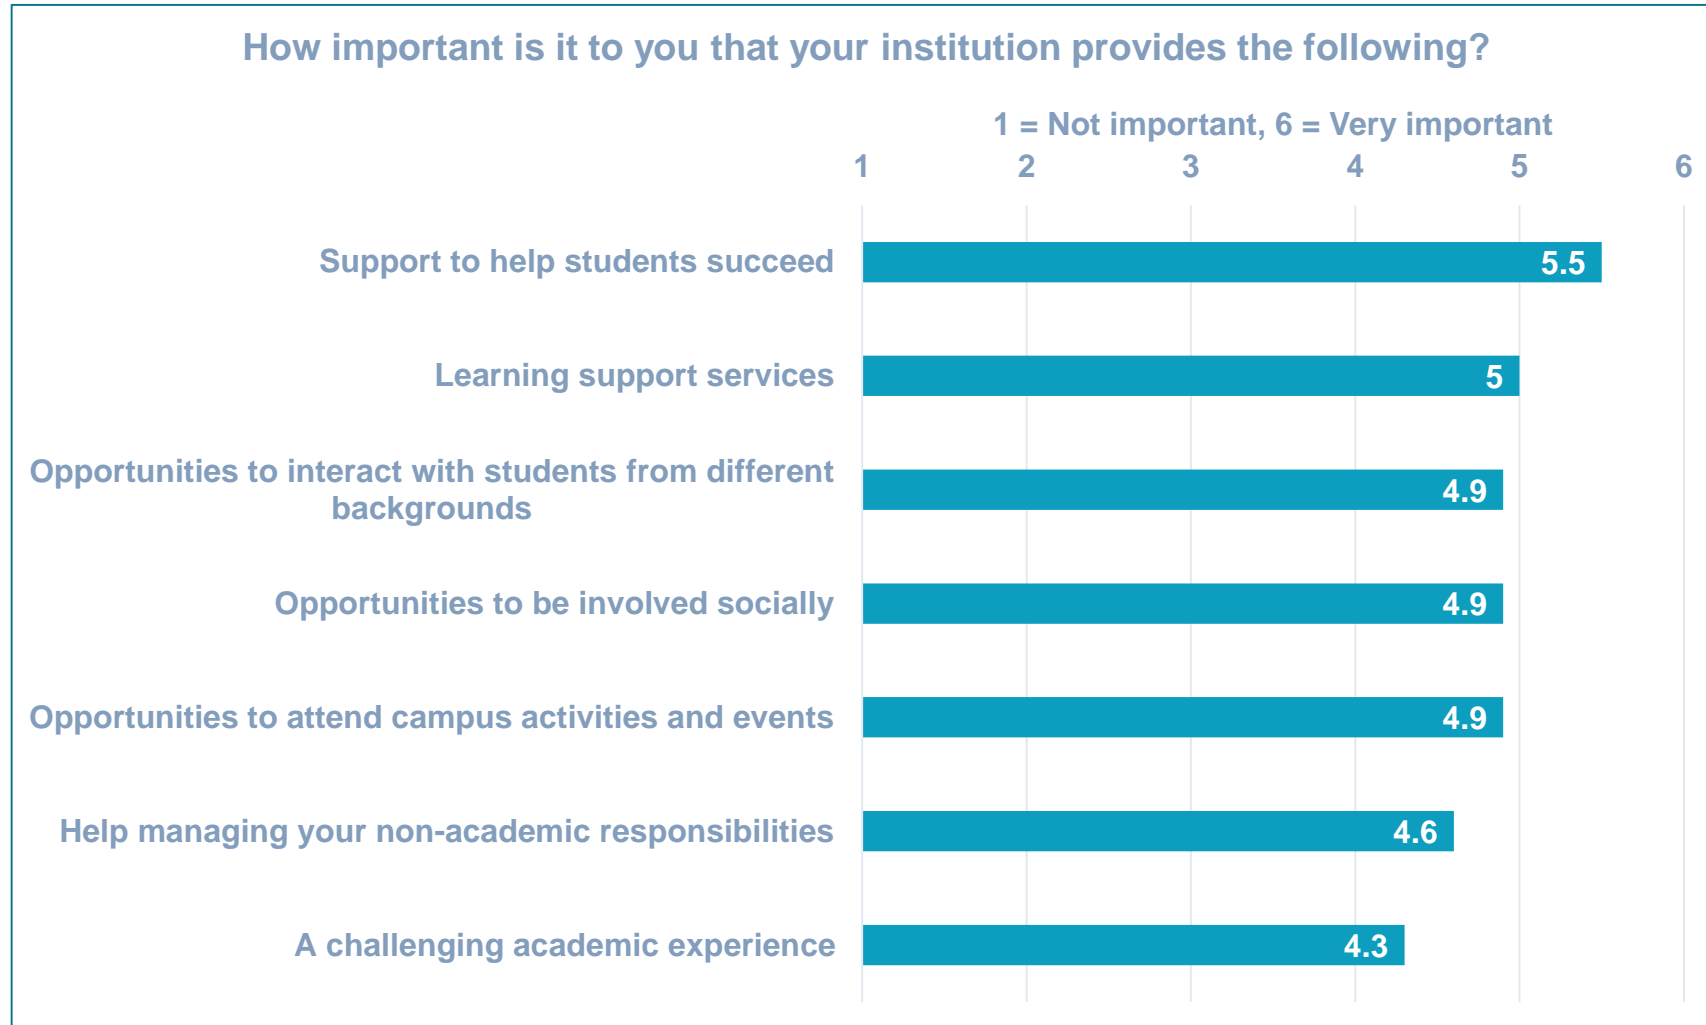 How important is it to you that your institution provides the following?
1 = Not important, 6 = Very important
1 2 3 4 5 6
Support to help students succeed 5.5
Learning support services 5
Opportunities to interact with students from different
backgrounds 4.9
Opportunities to be involved socially 4.9
Opportunities to attend campus activities and events 4.9
Help managing your non-academic responsibilities 4.6
A challenging academic experience 4.3